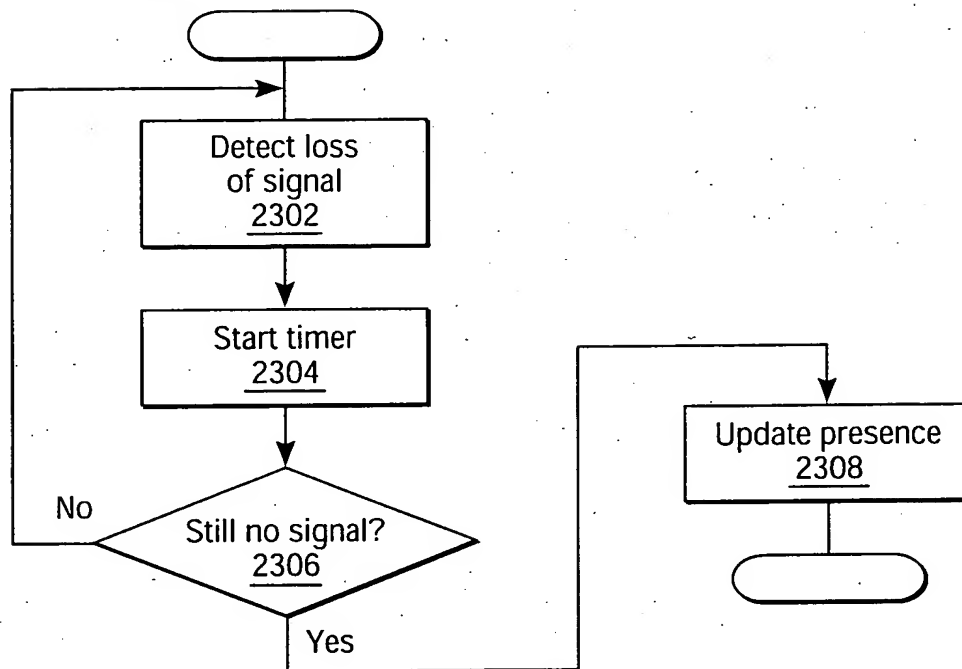 Detect loss
of signal
2302
Start timer
2304
No
Still no signal?
2306
Yes
Update presence
2308